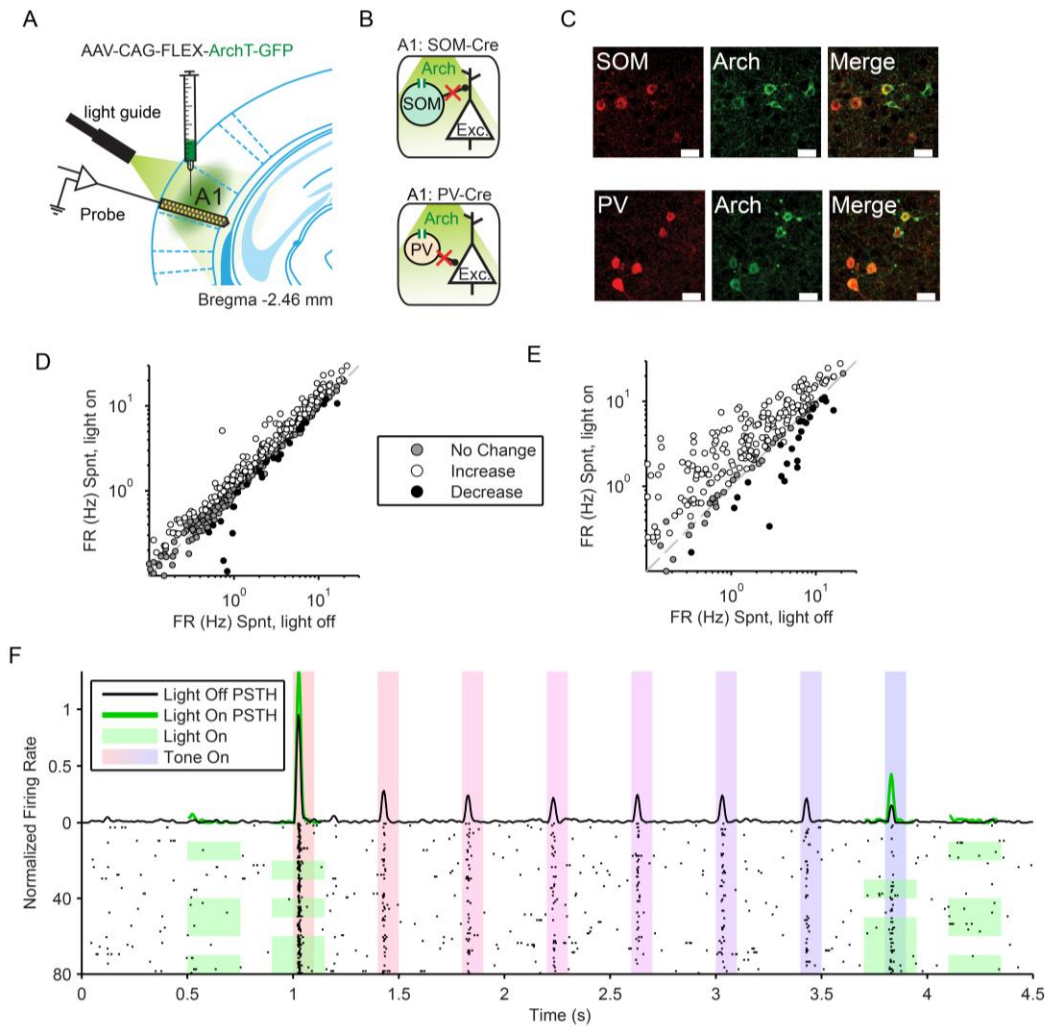 A
AAV-CAG-FLEX-ArchT-GFP
light guide
A1
Probe
Bregma -2.46 mm
B
A1: SOM-Cre
Arch
SOM
Exc.
A1: PV-Cre
Arch
PV
Exc.
C
SOM
Arch
Merge
PV
Arch
Merge
D
FR (Hz) Spnt, light on
10¹
10⁰
10⁰
10¹
FR (Hz) Spnt, light off
No Change
Increase
Decrease
E
FR (Hz) Spnt, light on
10¹
10⁰
10⁰
10¹
FR (Hz) Spnt, light off
F
Light Off PSTH
Light On PSTH
Light On
Tone On
Normalized Firing Rate
1
0.5
0
40
80
0
0.5
1
1.5
2
2.5
3
3.5
4
4.5
Time (s)